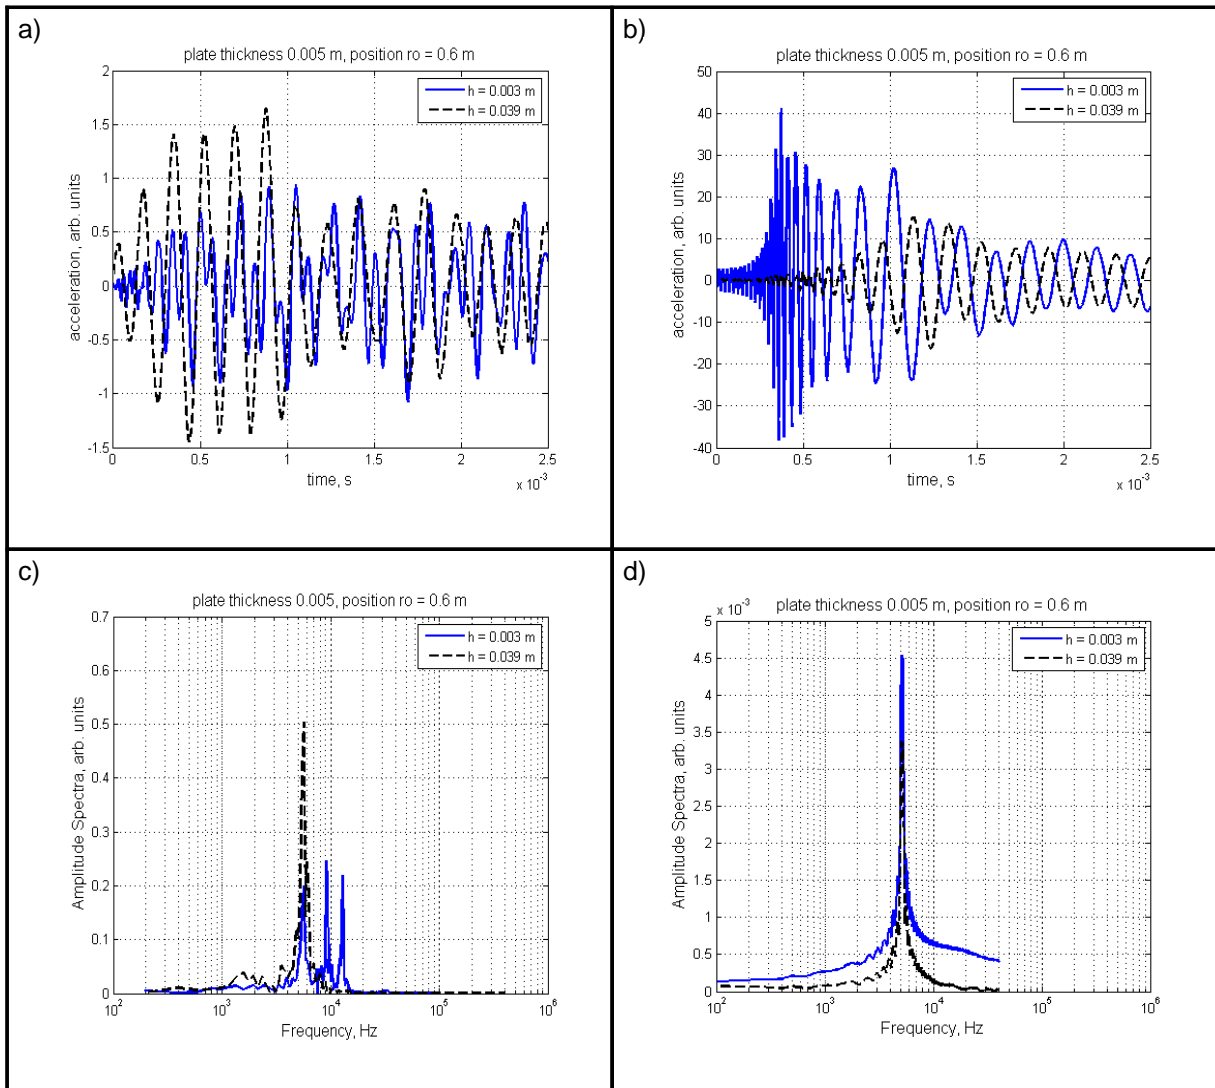 a)
plate thickness 0.005 m, position ro = 0.6 m
h = 0.003 m
h = 0.039 m
acceleration, arb. units
2
1.5
1
0.5
0
-0.5
-1
-1.5
0 0.5 1 1.5 2 2.5
time, s
x 10^-3
b)
plate thickness 0.005 m, position ro = 0.6 m
h = 0.003 m
h = 0.039 m
acceleration, arb. units
50
40
30
20
10
0
-10
-20
-30
-40
0 0.5 1 1.5 2 2.5
time, s
x 10^-3
c)
plate thickness 0.005, position ro = 0.6 m
h = 0.003 m
h = 0.039 m
Amplitude Spectra, arb. units
0.7
0.6
0.5
0.4
0.3
0.2
0.1
0
10^2 10^3 10^4 10^5 10^6
Frequency, Hz
d)
plate thickness 0.005 m, position ro = 0.6 m
x 10^-3
h = 0.003 m
h = 0.039 m
Amplitude Spectra, arb. units
5
4.5
4
3.5
3
2.5
2
1.5
1
0.5
0
10^2 10^3 10^4 10^5 10^6
Frequency, Hz